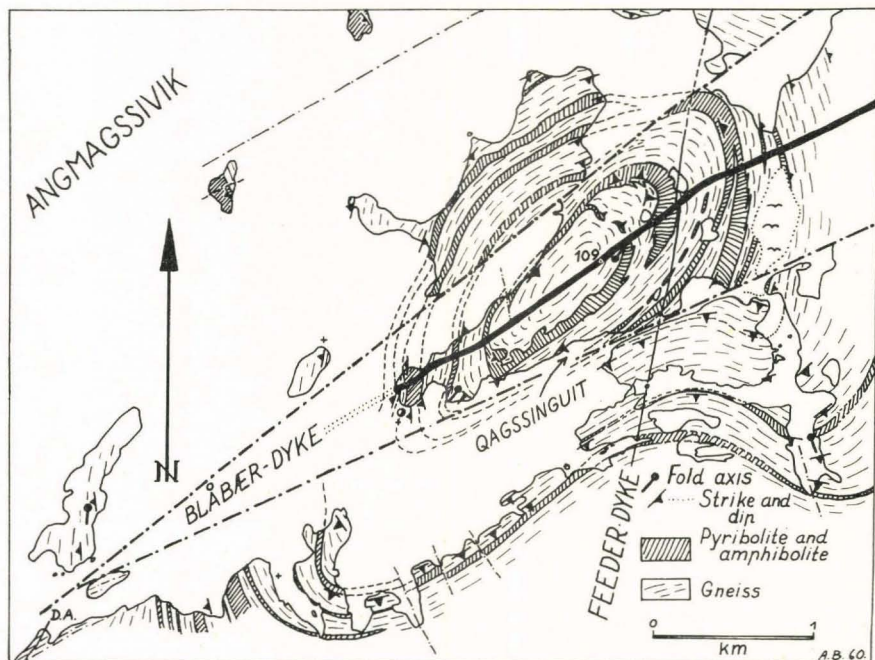 ANGMAGSSIVIK
109
N
BLÅBÆR-DYKE
QAGSSINGUIT
FEEDER-DYKE
D.A.
Fold axis
Strike and
dip
Pyribolite and
amphibolite
Gneiss
0 1
km
A.B. 60.